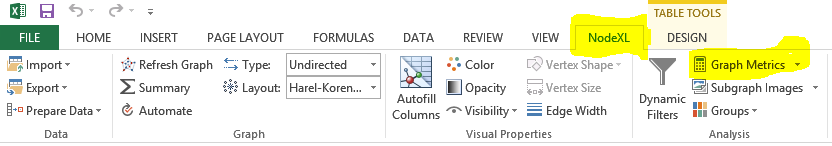 TABLE TOOLS
FILE HOME INSERT PAGE LAYOUT FORMULAS DATA REVIEW VIEW NodeXL DESIGN
Import Refresh Graph Type: Undirected Color Vertex Shape Graph Metrics
Export Summary Layout: Harel-Koren... Autofill Columns Opacity Vertex Size Dynamic Filters Subgraph Images
Prepare Data Automate Visibility Edge Width Groups
Data Graph Visual Properties Analysis